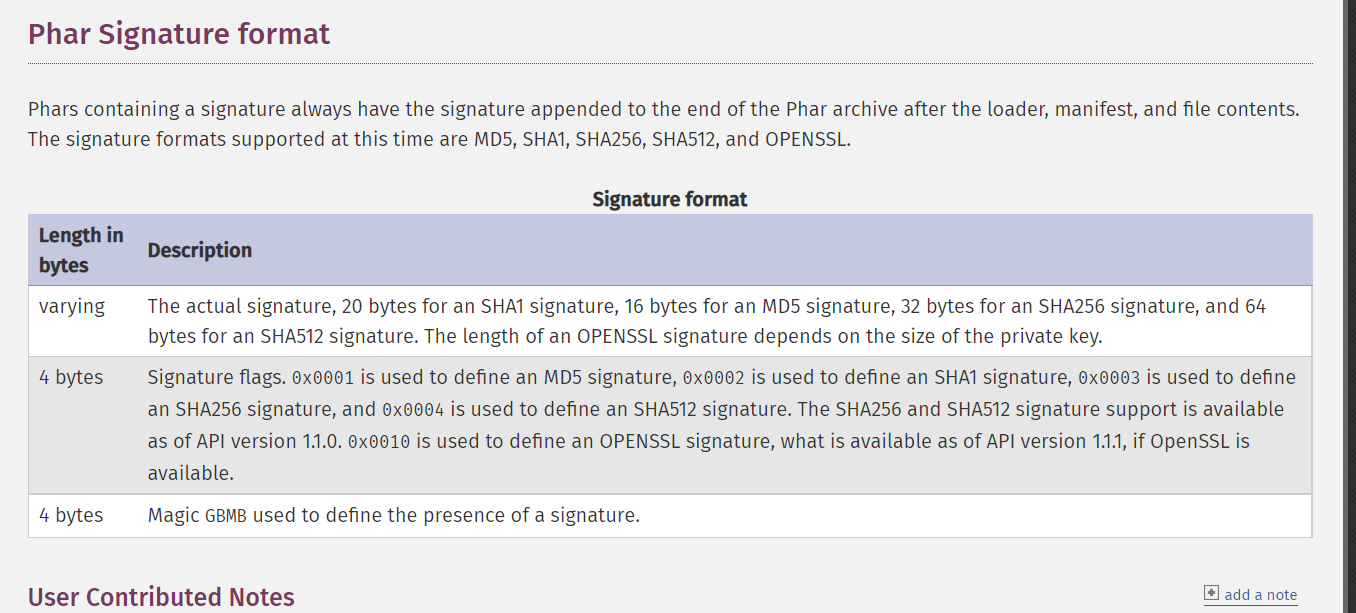 Phar Signature format
Phars containing a signature always have the signature appended to the end of the Phar archive after the loader, manifest, and file contents.
The signature formats supported at this time are MD5, SHA1, SHA256, SHA512, and OPENSSL.
Signature format
Length in
bytes
Description
varying
The actual signature, 20 bytes for an SHA1 signature, 16 bytes for an MD5 signature, 32 bytes for an SHA256 signature, and 64
bytes for an SHA512 signature. The length of an OPENSSL signature depends on the size of the private key.
4 bytes
Signature flags. 0x0001 is used to define an MD5 signature, 0x0002 is used to define an SHA1 signature, 0x0003 is used to define
an SHA256 signature, and 0x0004 is used to define an SHA512 signature. The SHA256 and SHA512 signature support is available
as of API version 1.1.0. 0x0010 is used to define an OPENSSL signature, what is available as of API version 1.1.1, if OpenSSL is
available.
4 bytes
Magic GBMB used to define the presence of a signature.
User Contributed Notes
add a note